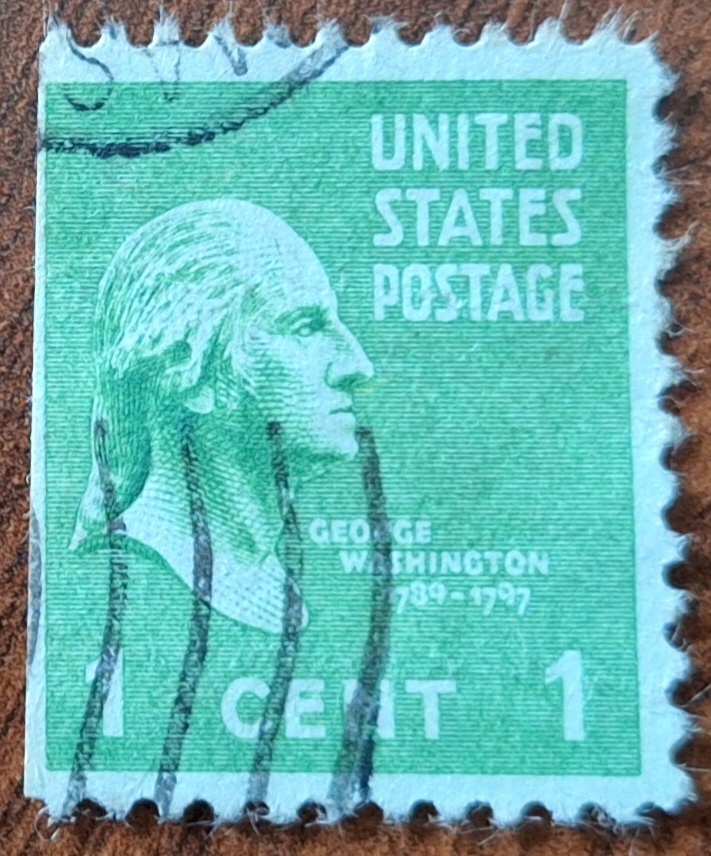 UNITED
STATES
POSTAGE
GEORGE
WASHINGTON
1789-1797
1 CENT 1